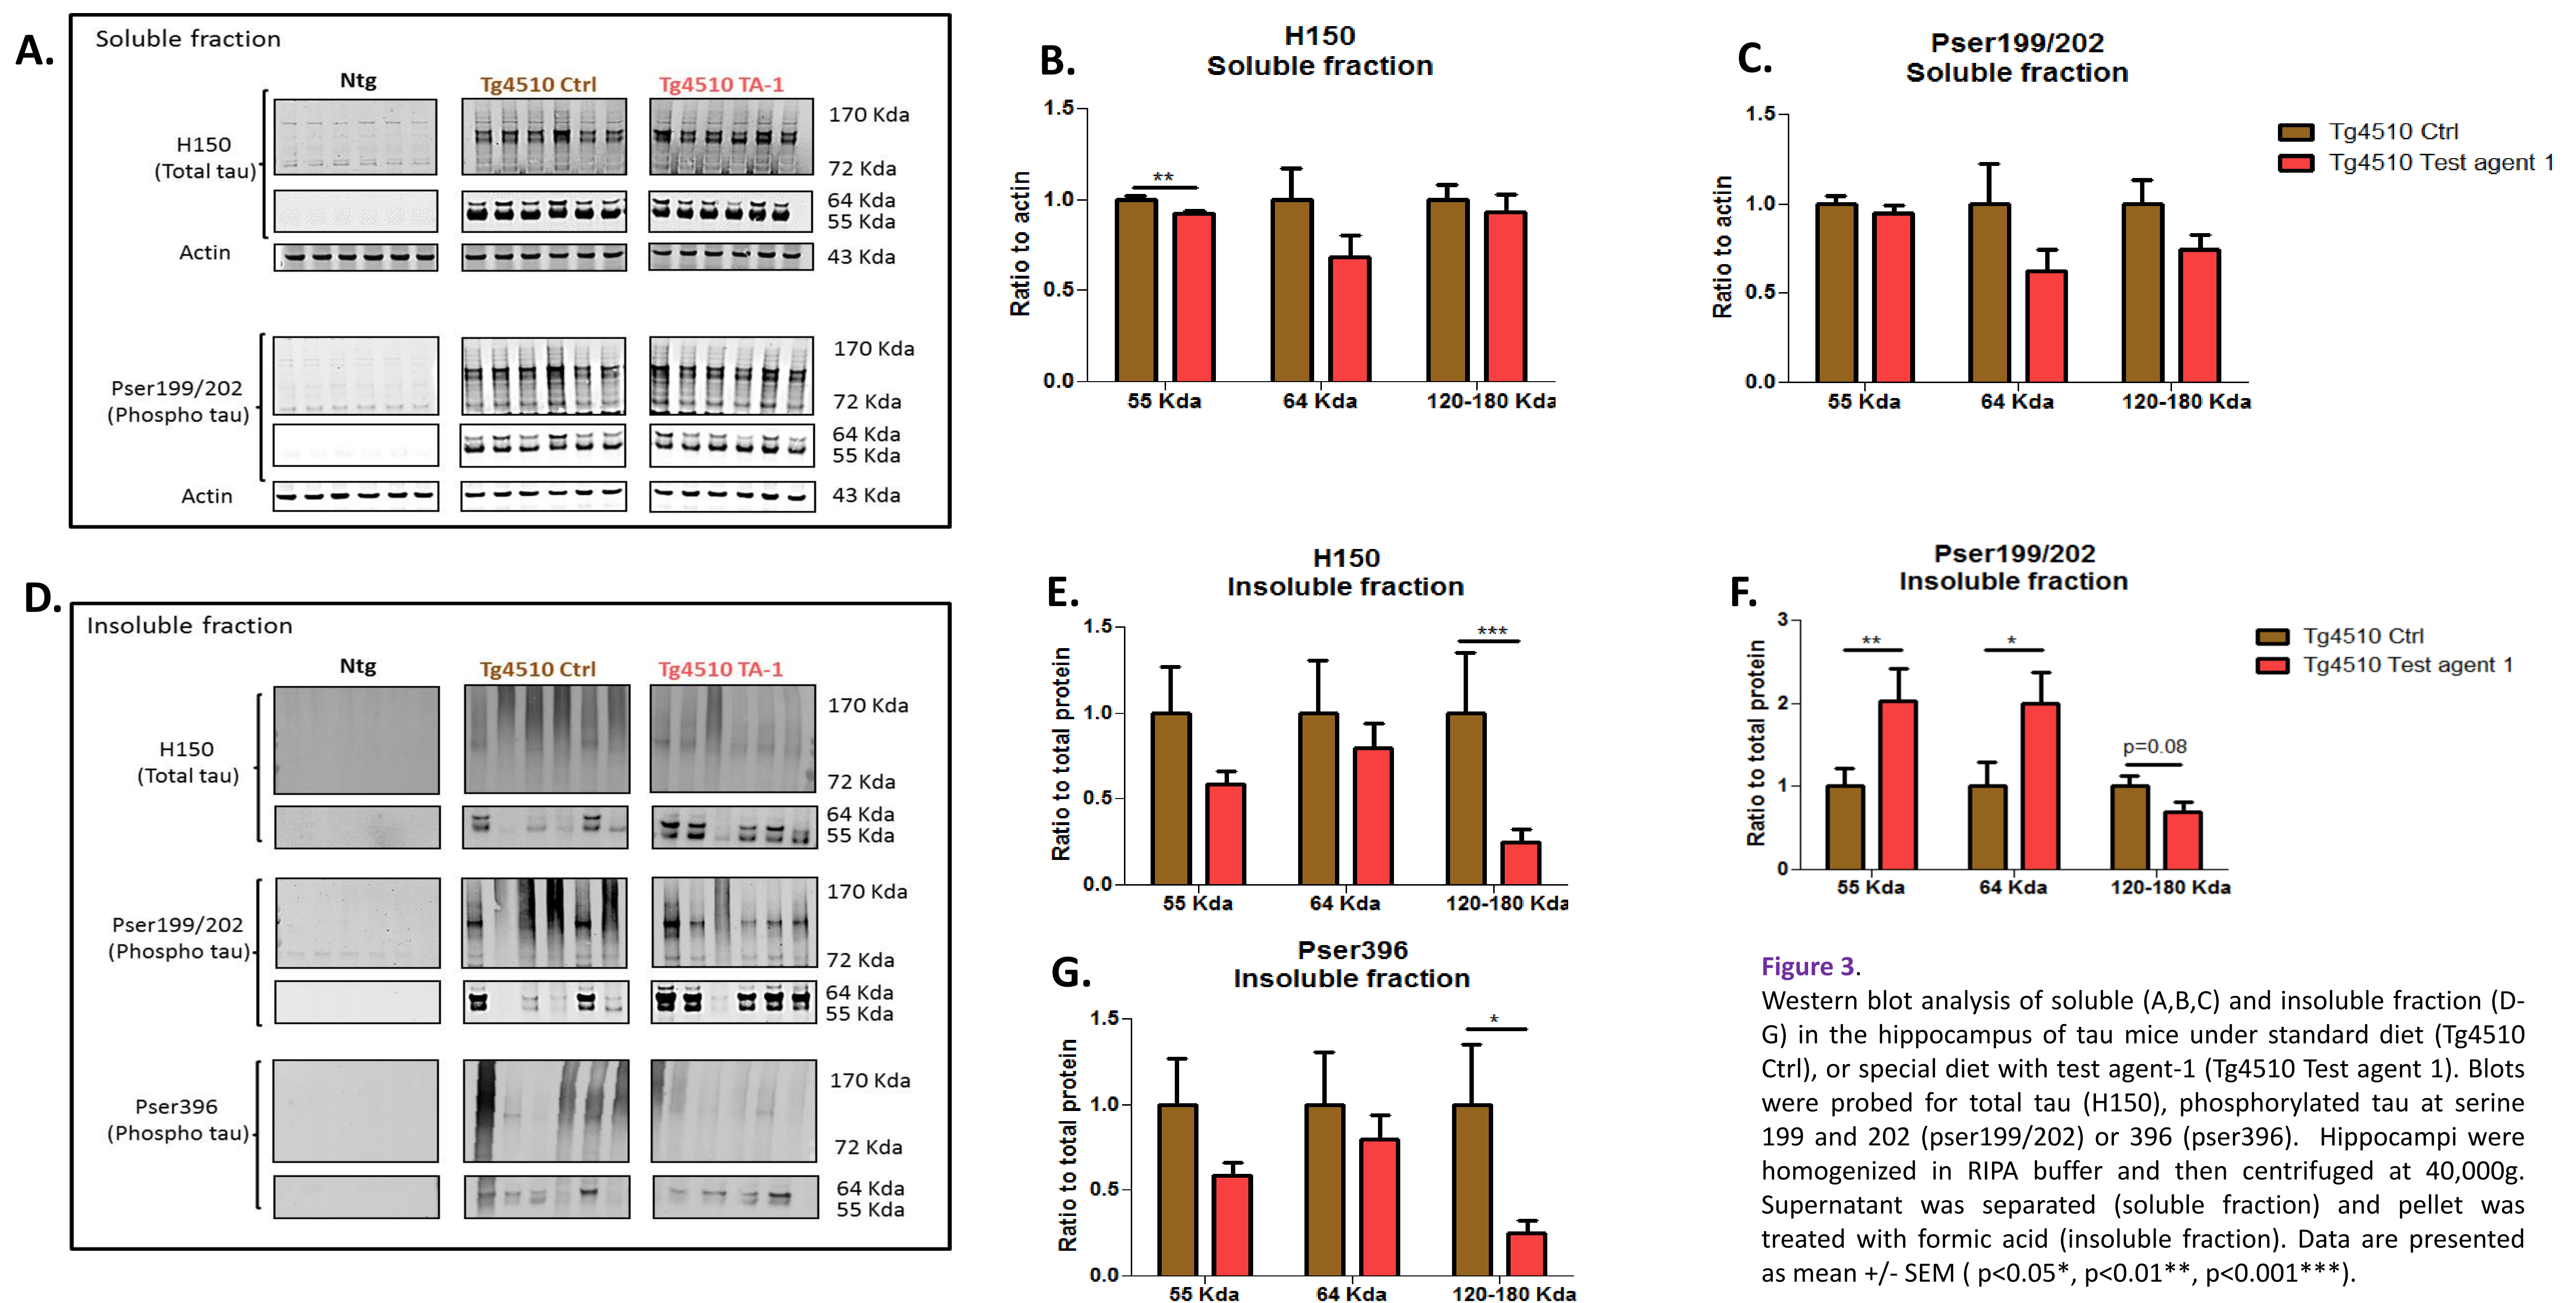 A.
Soluble fraction
Ntg
Tg4510 Ctrl
Tg4510 TA-1
H150
(Total tau)
170 Kda
72 Kda
64 Kda
55 Kda
Actin
43 Kda
Pser199/202
(Phospho tau)
170 Kda
72 Kda
64 Kda
55 Kda
Actin
43 Kda
B.
H150
Soluble fraction
Ratio to actin
1.5
1.0
0.5
0.0
**
55 Kda
64 Kda
120-180 Kda
C.
Pser199/202
Soluble fraction
Ratio to actin
1.5
1.0
0.5
0.0
55 Kda
64 Kda
120-180 Kda
Tg4510 Ctrl
Tg4510 Test agent 1
D.
Insoluble fraction
Ntg
Tg4510 Ctrl
Tg4510 TA-1
H150
(Total tau)
170 Kda
72 Kda
64 Kda
55 Kda
Pser199/202
(Phospho tau)
170 Kda
72 Kda
64 Kda
55 Kda
Pser396
(Phospho tau)
170 Kda
72 Kda
64 Kda
55 Kda
E.
H150
Insoluble fraction
Ratio to total protein
1.5
1.0
0.5
0.0
***
55 Kda
64 Kda
120-180 Kda
F.
Pser199/202
Insoluble fraction
Ratio to total protein
3
2
1
0
**
*
p=0.08
55 Kda
64 Kda
120-180 Kda
Tg4510 Ctrl
Tg4510 Test agent 1
G.
Pser396
Insoluble fraction
Ratio to total protein
1.5
1.0
0.5
0.0
*
55 Kda
64 Kda
120-180 Kda
Figure 3.
Western blot analysis of soluble (A,B,C) and insoluble fraction (D-
G) in the hippocampus of tau mice under standard diet (Tg4510
Ctrl), or special diet with test agent-1 (Tg4510 Test agent 1). Blots
were probed for total tau (H150), phosphorylated tau at serine
199 and 202 (pser199/202) or 396 (pser396). Hippocampi were
homogenized in RIPA buffer and then centrifuged at 40,000g.
Supernatant was separated (soluble fraction) and pellet was
treated with formic acid (insoluble fraction). Data are presented
as mean +/- SEM ( p<0.05*, p<0.01**, p<0.001***).